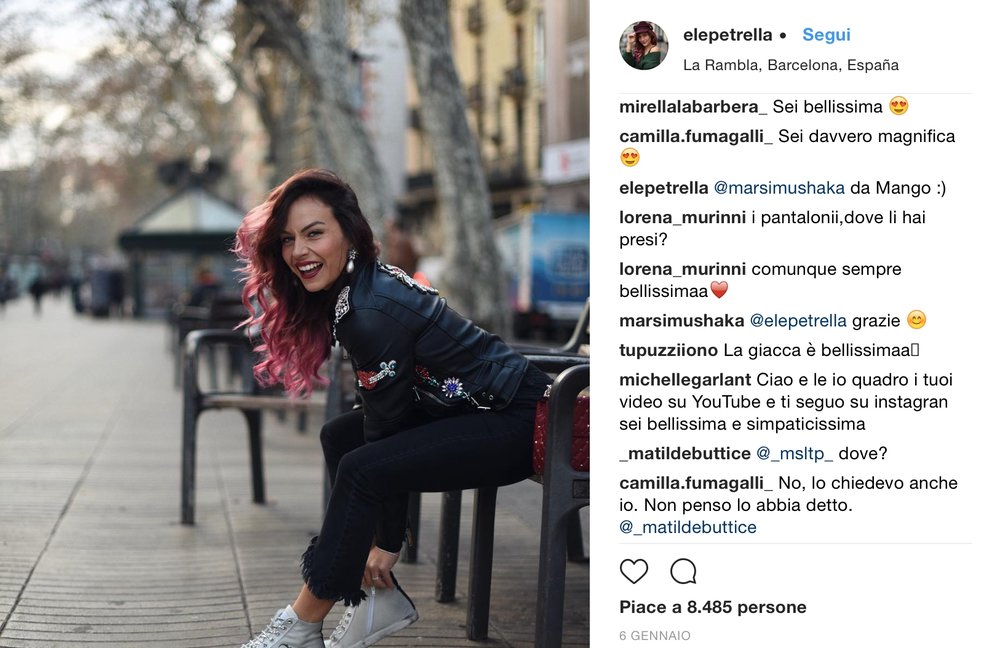 elepetrella • Segui
La Rambla, Barcelona, España
mirellalabarbera_ Sei bellissima 😍
camilla.fumagalli_ Sei davvero magnifica
😍
elepetrella @marsimushaka da Mango :)
lorena_murinni i pantalonii,dove li hai
presi?
lorena_murinni comunque sempre
bellissimaa❤️
marsimushaka @elepetrella grazie 😊
tupuzziiono La giacca è bellissimaa▯
michellegarlant Ciao e le io quadro i tuoi
video su YouTube e ti seguo su instagran
sei bellissima e simpaticissima
_matildebuttice @_msltp_ dove?
camilla.fumagalli_ No, lo chiedevo anche
io. Non penso lo abbia detto.
@_matildebuttice
Piace a 8.485 persone
6 GENNAIO